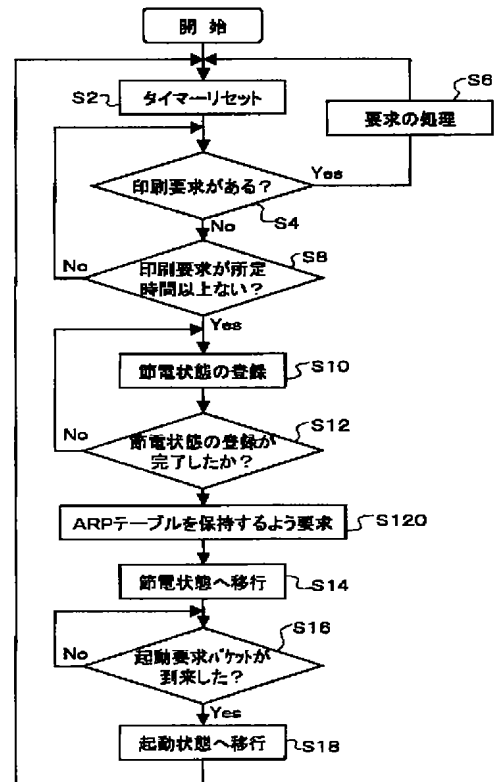 開 始
S2
タイマーリセット
S6
要求の処理
印刷要求がある?
Yes
S4
No
S8
印刷要求が所定
時間以上ない?
No
Yes
節電状態の登録
S10
S12
節電状態の登録が
完了したか?
No
ARPテーブルを保持するよう要求
S120
節電状態へ移行
S14
S16
起動要求パケットが
到来した?
No
Yes
起動状態へ移行
S18